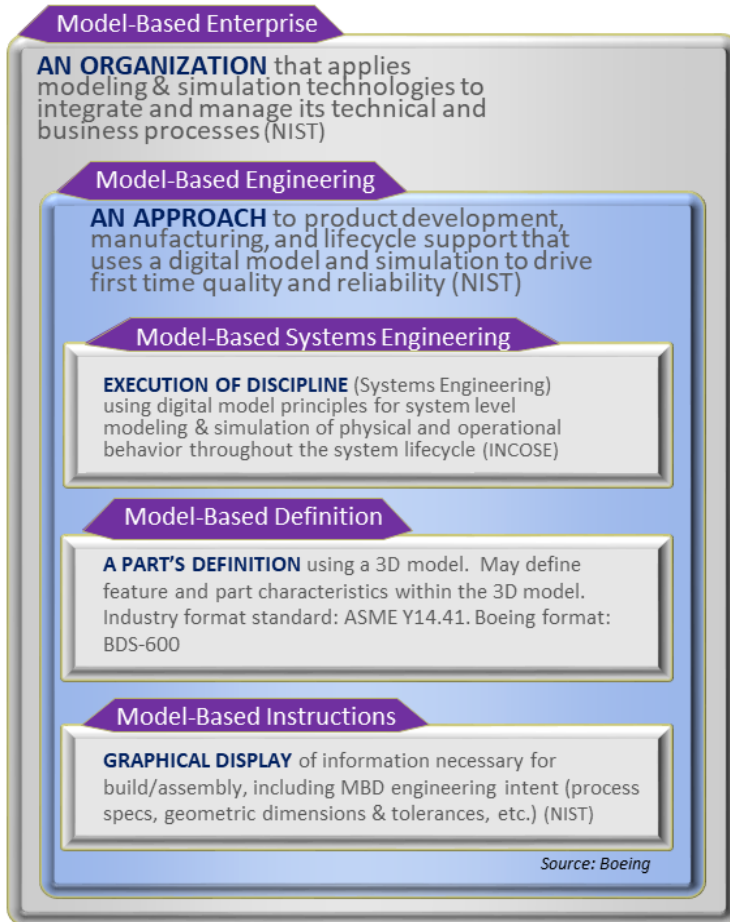 Model-Based Enterprise
AN ORGANIZATION that applies
modeling & simulation technologies to
integrate and manage its technical and
business processes (NIST)
Model-Based Engineering
AN APPROACH to product development,
manufacturing, and lifecycle support that
uses a digital model and simulation to drive
first time quality and reliability (NIST)
Model-Based Systems Engineering
EXECUTION OF DISCIPLINE (Systems Engineering)
using digital model principles for system level
modeling & simulation of physical and operational
behavior throughout the system lifecycle (INCOSE)
Model-Based Definition
A PART’S DEFINITION using a 3D model. May define
feature and part characteristics within the 3D model.
Industry format standard: ASME Y14.41. Boeing format:
BDS-600
Model-Based Instructions
GRAPHICAL DISPLAY of information necessary for
build/assembly, including MBD engineering intent (process
specs, geometric dimensions & tolerances, etc.) (NIST)
Source: Boeing